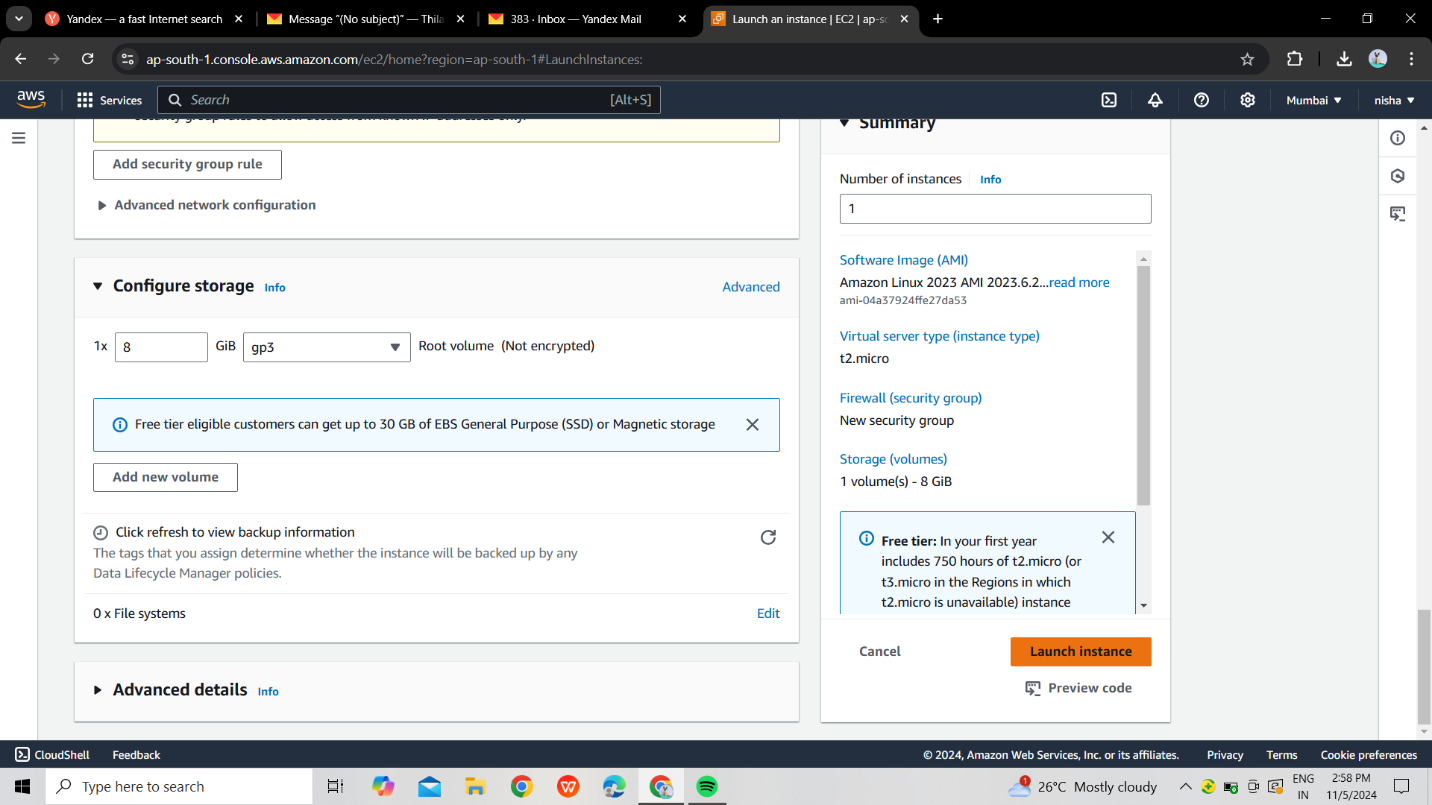 Yandex — a fast Internet search
Message "(No subject)" — Thila
383 · Inbox — Yandex Mail
Launch an instance | EC2 | ap-so
ap-south-1.console.aws.amazon.com/ec2/home?region=ap-south-1#LaunchInstances:
aws
Services
Search
[Alt+S]
Mumbai
nisha
Add security group rule
Advanced network configuration
Configure storage Info
Advanced
1x 8 GiB gp3 Root volume (Not encrypted)
Free tier eligible customers can get up to 30 GB of EBS General Purpose (SSD) or Magnetic storage
Add new volume
Click refresh to view backup information
The tags that you assign determine whether the instance will be backed up by any
Data Lifecycle Manager policies.
0 x File systems
Edit
Advanced details Info
Summary
Number of instances Info
1
Software Image (AMI)
Amazon Linux 2023 AMI 2023.6.2...read more
ami-04a37924ffe27da53
Virtual server type (instance type)
t2.micro
Firewall (security group)
New security group
Storage (volumes)
1 volume(s) - 8 GiB
Free tier: In your first year
includes 750 hours of t2.micro (or
t3.micro in the Regions in which
t2.micro is unavailable) instance
Cancel
Launch instance
Preview code
CloudShell
Feedback
© 2024, Amazon Web Services, Inc. or its affiliates.
Privacy
Terms
Cookie preferences
Type here to search
1
26°C Mostly cloudy
ENG
IN
2:58 PM
11/5/2024